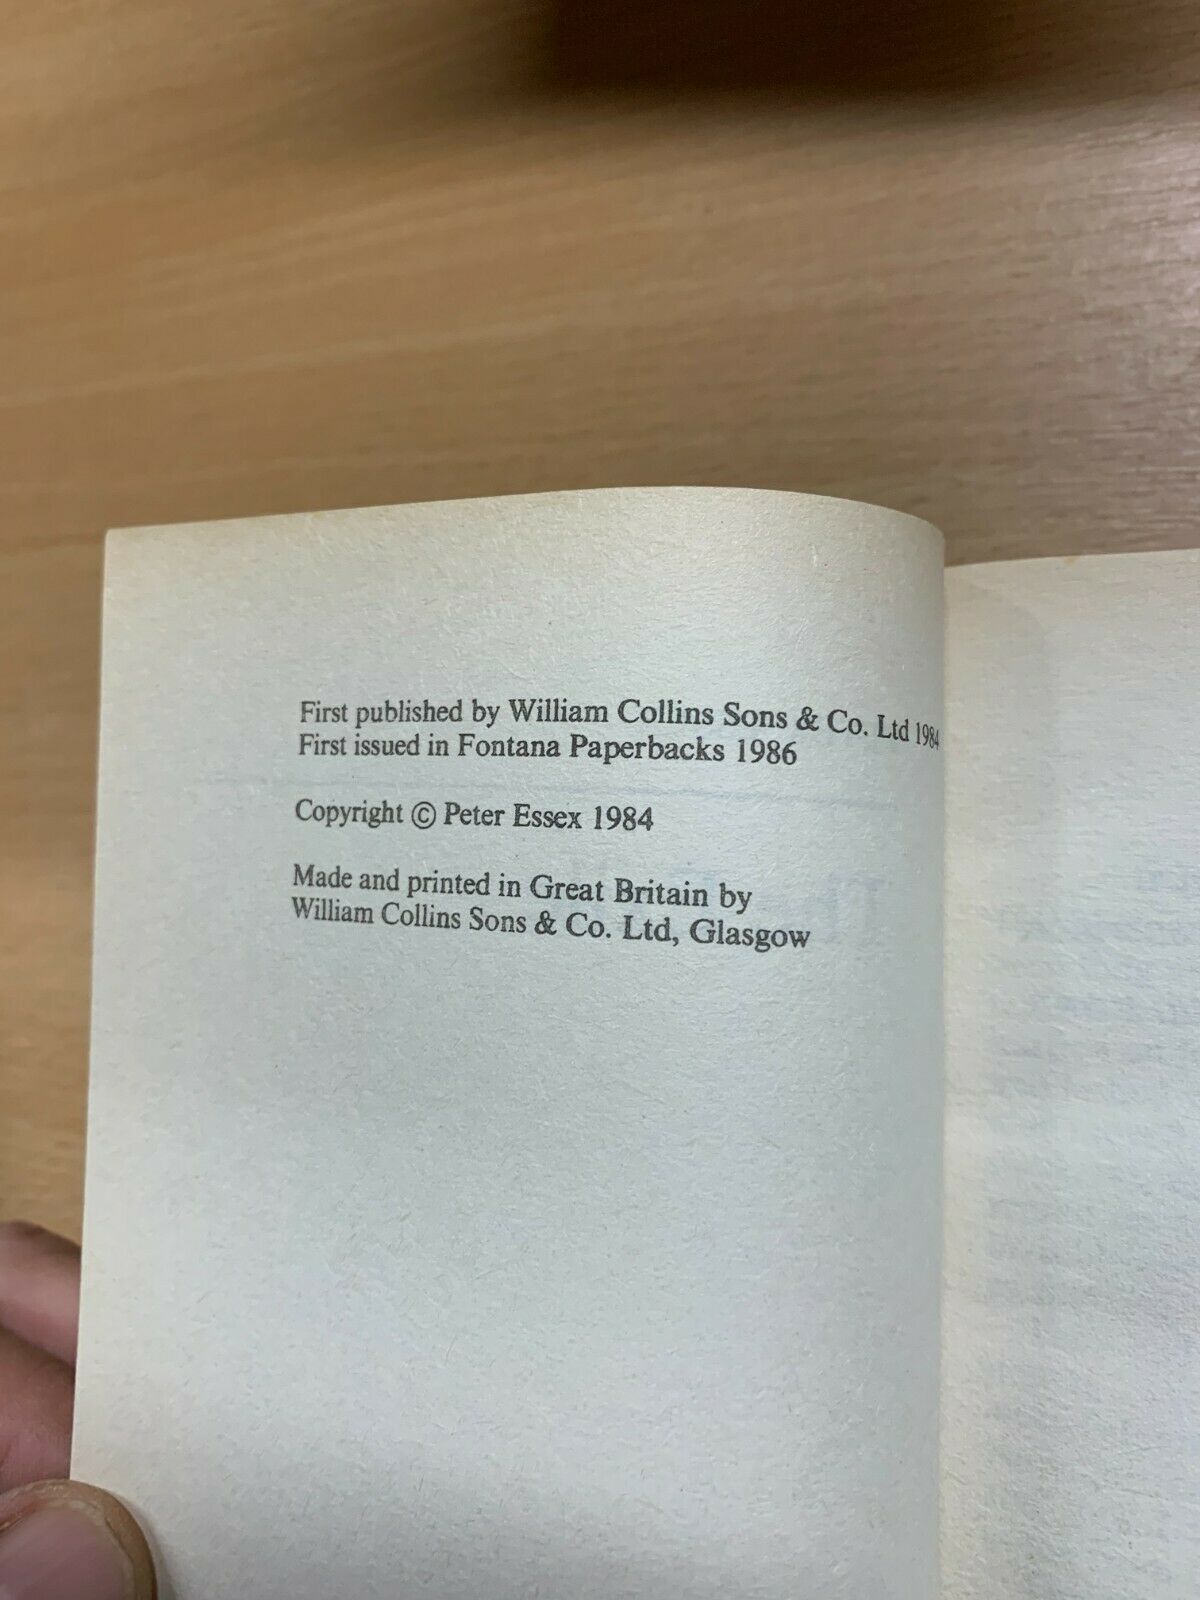 First published by William Collins Sons & Co. Ltd 1984
First issued in Fontana Paperbacks 1986
Copyright © Peter Essex 1984
Made and printed in Great Britain by
William Collins Sons & Co. Ltd, Glasgow